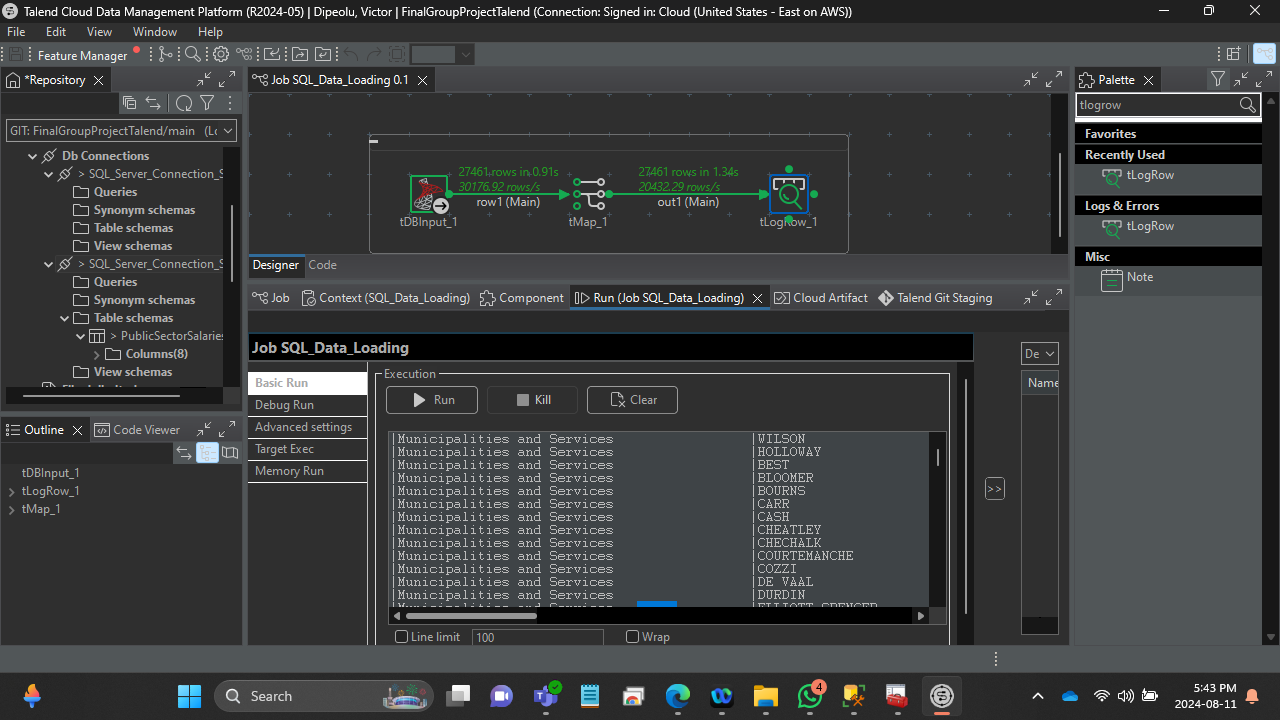 Talend Cloud Data Management Platform (R2024-05) | Dipeolu, Victor | FinalGroupProjectTalend (Connection: Signed in: Cloud (United States - East on AWS))
File Edit View Window Help
Feature Manager
*Repository
GIT: FinalGroupProjectTalend/main (Lo
Db Connections
> SQL_Server_Connection_S
Queries
Synonym schemas
Table schemas
View schemas
> SQL_Server_Connection_S
Queries
Synonym schemas
Table schemas
> PublicSectorSalaries
Columns(8)
View schemas
Outline
Code Viewer
tDBInput_1
tLogRow_1
tMap_1
Job SQL_Data_Loading 0.1
27461 rows in 0.91s
30176.92 rows/s
row1 (Main)
27461 rows in 1.34s
20432.29 rows/s
out1 (Main)
tDBInput_1
tMap_1
tLogRow_1
Designer Code
Job
Context (SQL_Data_Loading)
Component
Run (Job SQL_Data_Loading)
Cloud Artifact
Talend Git Staging
Job SQL_Data_Loading
Basic Run
Debug Run
Advanced settings
Target Exec
Memory Run
Execution
Run
Kill
Clear
|Municipalities and Services |WILSON
|Municipalities and Services |HOLLOWAY
|Municipalities and Services |BEST
|Municipalities and Services |BLOOMER
|Municipalities and Services |BOURNS
|Municipalities and Services |CARR
|Municipalities and Services |CASH
|Municipalities and Services |CHEATLEY
|Municipalities and Services |CHECHALK
|Municipalities and Services |COURTEMANCHE
|Municipalities and Services |COZZI
|Municipalities and Services |DE VAAL
|Municipalities and Services |DURDIN
|Municipalities and Services |ELLIOTT SPENCER
Line limit 100
Wrap
>>
De
Name
Palette
tlogrow
Favorites
Recently Used
tLogRow
Logs & Errors
tLogRow
Misc
Note
Search
4
5:43 PM
2024-08-11